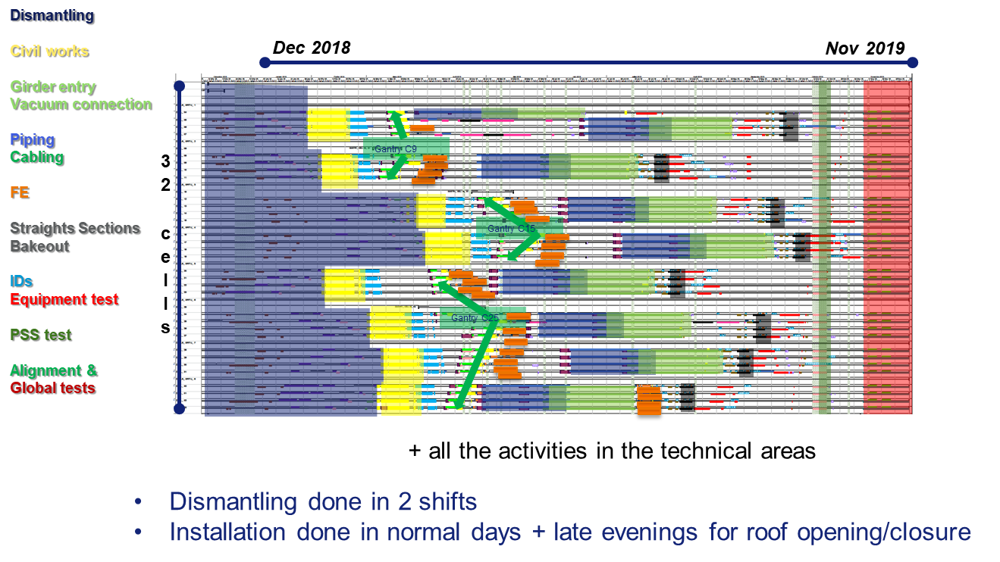 Dismantling
Civil works
Girder entry
Vacuum connection
Piping
Cabling
FE
Straights Sections
Bakeout
IDs
Equipment test
PSS test
Alignment &
Global tests
Dec 2018
Nov 2019
32 cells
Gantry C9
Gantry C15
Gantry C25
+ all the activities in the technical areas
• Dismantling done in 2 shifts
• Installation done in normal days + late evenings for roof opening/closure